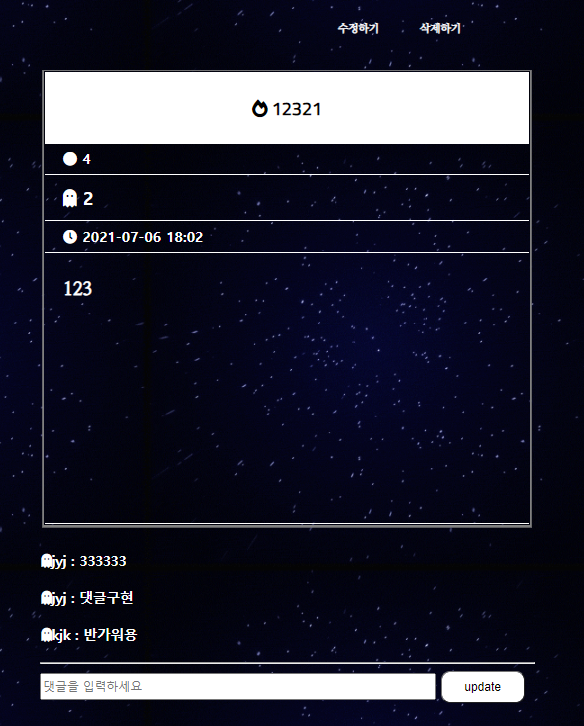 수정하기 삭제하기
12321
4
2
2021-07-06 18:02
123
jyj : 333333
jyj : 댓글구현
kjk : 반가워용
댓글을 입력하세요 update